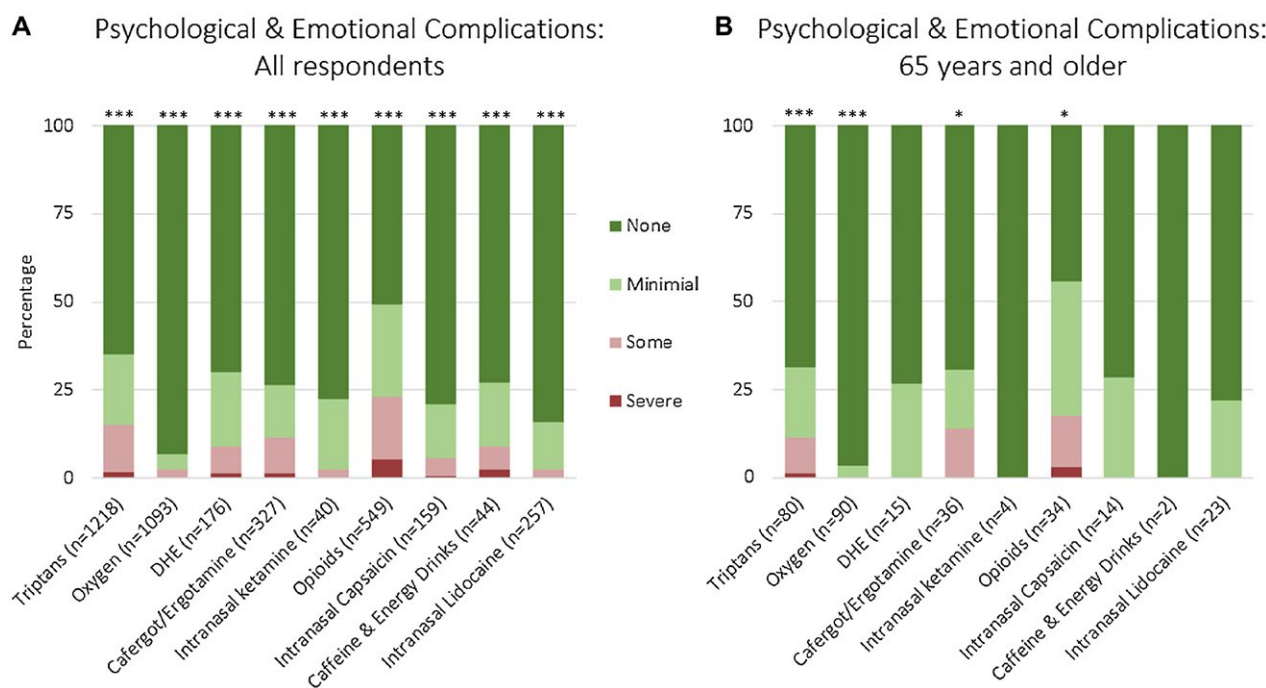 A
Psychological & Emotional Complications:
All respondents
*** *** *** *** *** *** *** *** ***
100
75
50
25
0
Percentage
Triptans (n=1218)
Oxygen (n=1093)
DHE (n=176)
Cafergot/Ergotamine (n=327)
Intranasal ketamine (n=40)
Opioids (n=549)
Intranasal Capsaicin (n=159)
Caffeine & Energy Drinks (n=44)
Intranasal Lidocaine (n=257)
None
Minimial
Some
Severe
B
Psychological & Emotional Complications:
65 years and older
*** *** * *
100
75
50
25
0
Triptans (n=80)
Oxygen (n=90)
DHE (n=15)
Cafergot/Ergotamine (n=36)
Intranasal ketamine (n=4)
Opioids (n=34)
Intranasal Capsaicin (n=14)
Caffeine & Energy Drinks (n=2)
Intranasal Lidocaine (n=23)